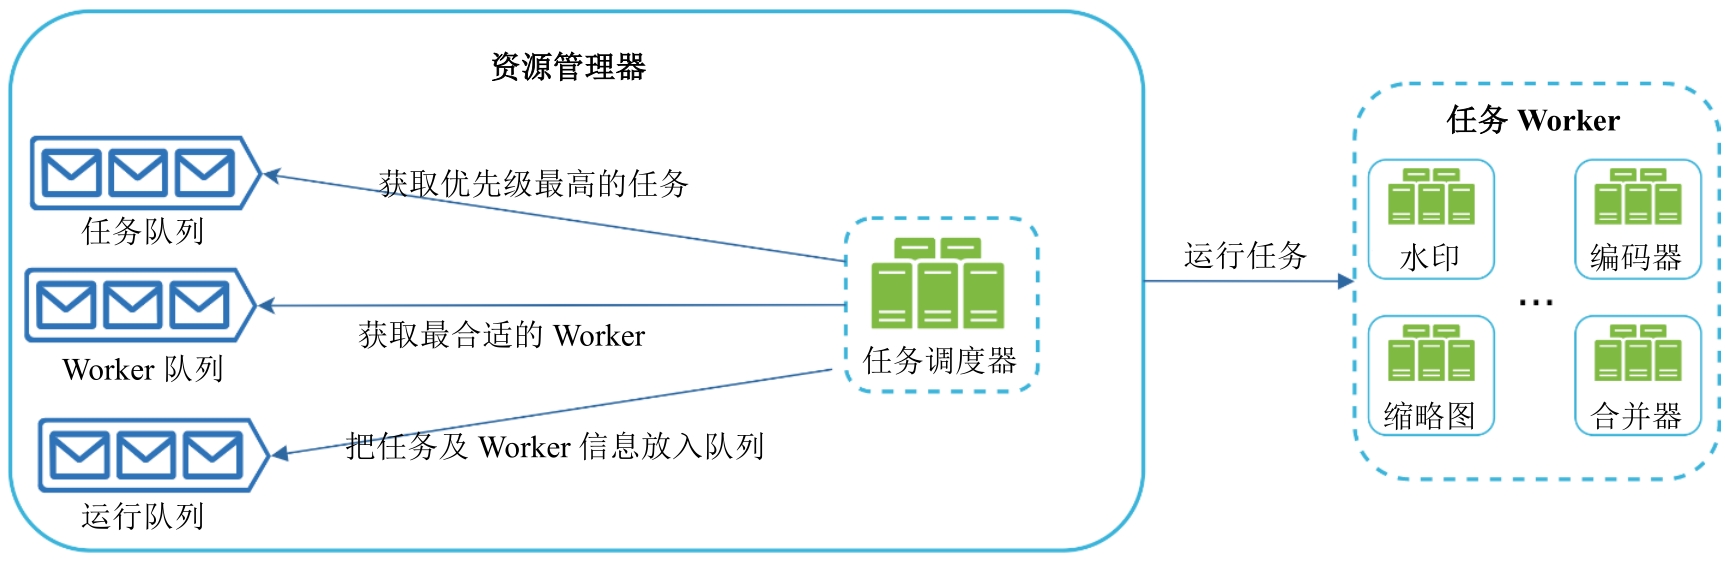 资源管理器
任务队列
Worker 队列
运行队列
获取优先级最高的任务
获取最合适的 Worker
把任务及 Worker 信息放入队列
任务调度器
运行任务
任务 Worker
水印
编码器
...
缩略图
合并器